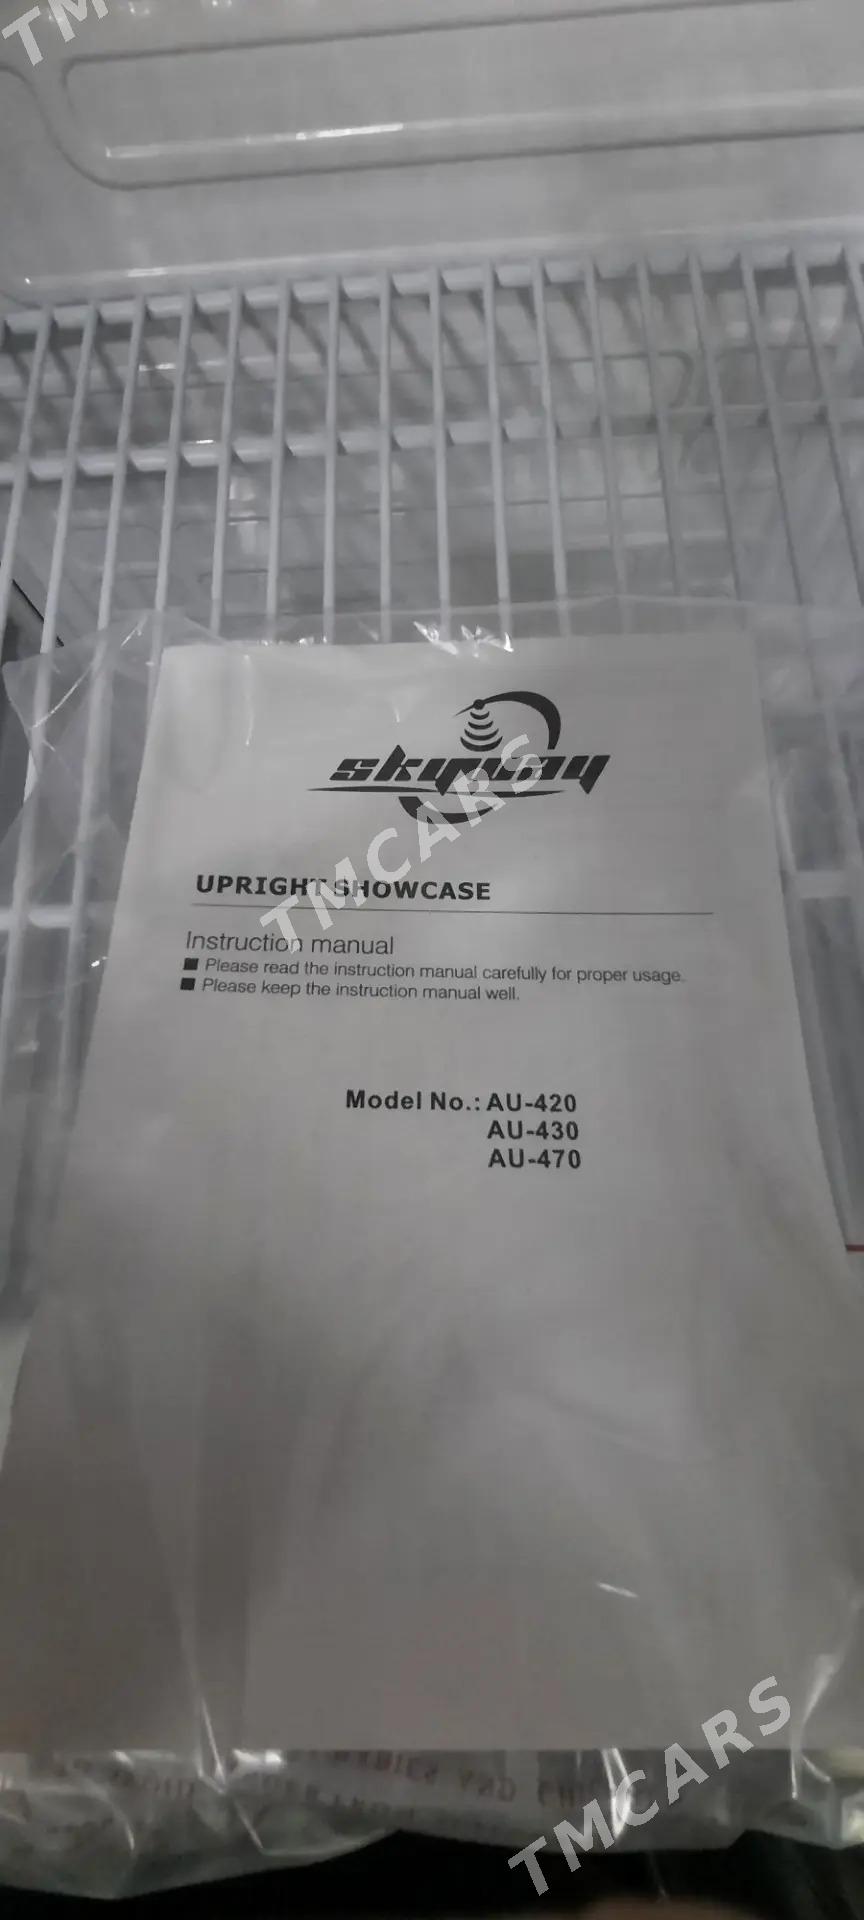 TMCARS
skyway
TMCARS
UPRIGHT SHOWCASE
Instruction manual
■ Please read the instruction manual carefully for proper usage.
■ Please keep the instruction manual well.
Model No.: AU-420
AU-430
AU-470
TMCARS